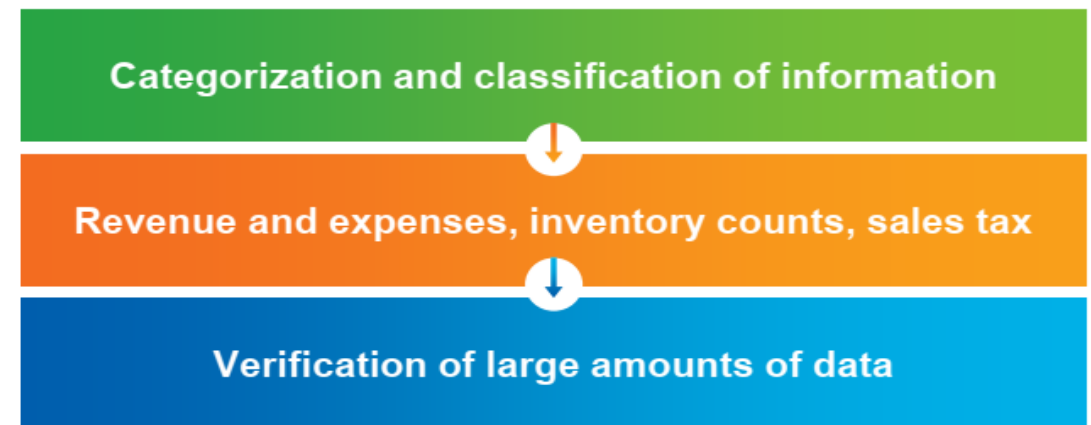 Categorization and classification of information
Revenue and expenses, inventory counts, sales tax
Verification of large amounts of data